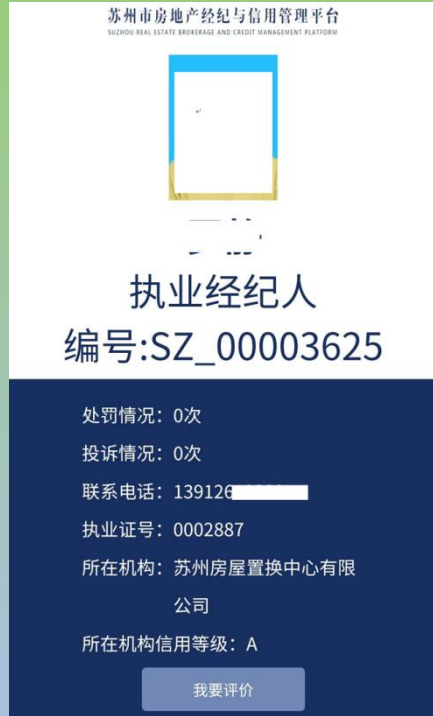 苏州市房地产经纪与信用管理平台
SUZHOU REAL ESTATE BROKERAGE AND CREDIT MANAGEMENT PLATFORM
执业经纪人
编号:SZ_00003625
处罚情况：0次
投诉情况：0次
联系电话：13912
执业证号：0002887
所在机构：苏州房屋置换中心有限
公司
所在机构信用等级：A
我要评价